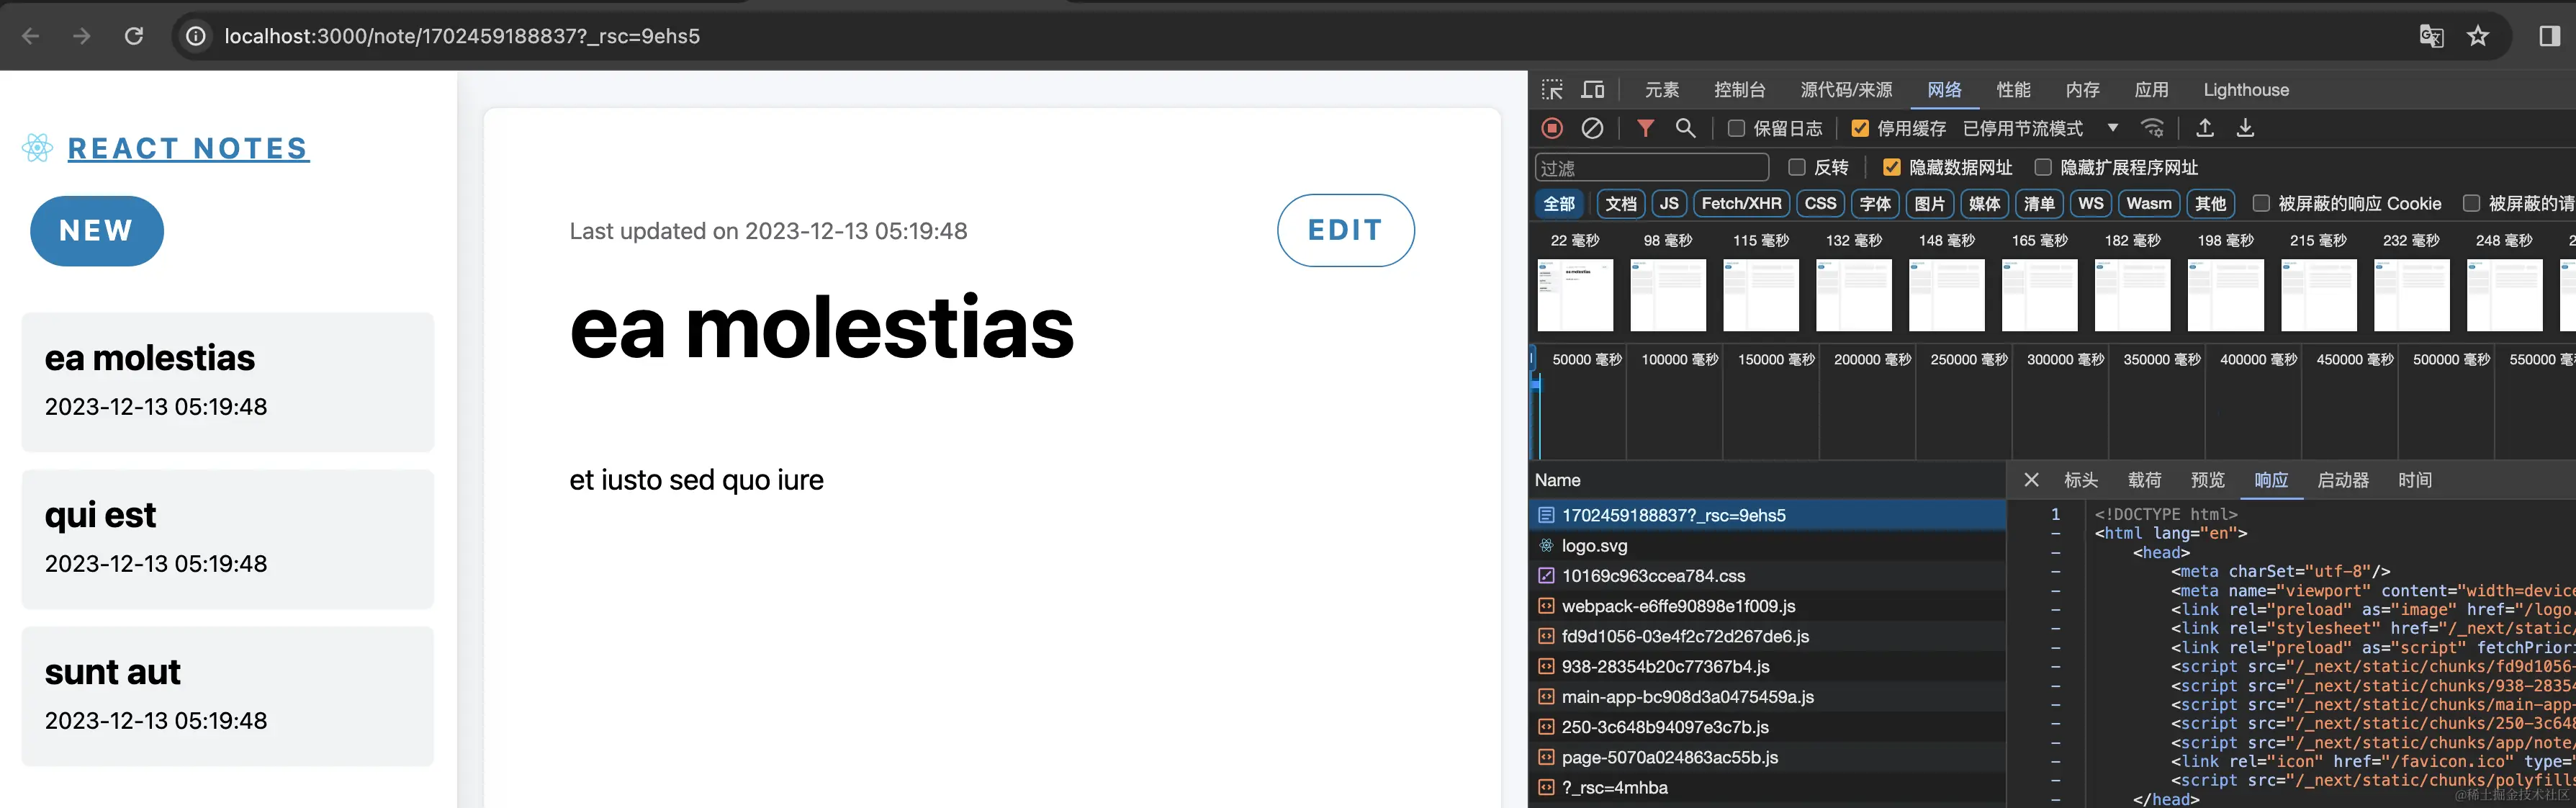 localhost:3000/note/1702459188837?_rsc=9ehs5
REACT NOTES
NEW
ea molestias
2023-12-13 05:19:48
qui est
2023-12-13 05:19:48
sunt aut
2023-12-13 05:19:48
Last updated on 2023-12-13 05:19:48
EDIT
ea molestias
et iusto sed quo iure
元素 控制台 源代码/来源 网络 性能 内存 应用 Lighthouse
保留日志 停用缓存 已停用节流模式
过滤 反转 隐藏数据网址 隐藏扩展程序网址
全部 文档 JS Fetch/XHR CSS 字体 图片 媒体 清单 WS Wasm 其他 被屏蔽的响应 Cookie 被屏蔽的请
22 毫秒 98 毫秒 115 毫秒 132 毫秒 148 毫秒 165 毫秒 182 毫秒 198 毫秒 215 毫秒 232 毫秒 248 毫秒 2
50000 毫秒 100000 毫秒 150000 毫秒 200000 毫秒 250000 毫秒 300000 毫秒 350000 毫秒 400000 毫秒 450000 毫秒 500000 毫秒 550000 毫
Name
1702459188837?_rsc=9ehs5
logo.svg
10169c963ccea784.css
webpack-e6ffe90898e1f009.js
fd9d1056-03e4f2c72d267de6.js
938-28354b20c77367b4.js
main-app-bc908d3a0475459a.js
250-3c648b94097e3c7b.js
page-5070a024863ac55b.js
?_rsc=4mhba
标头 载荷 预览 响应 启动器 时间
1 <!DOCTYPE html>
- <html lang="en">
- <head>
- <meta charSet="utf-8"/>
- <meta name="viewport" content="width=device
- <link rel="preload" as="image" href="/logo.
- <link rel="stylesheet" href="/_next/static/
- <link rel="preload" as="script" fetchPrior
- <script src="/_next/static/chunks/fd9d1056-
- <script src="/_next/static/chunks/938-28354
- <script src="/_next/static/chunks/main-app-
- <script src="/_next/static/chunks/250-3c648
- <script src="/_next/static/chunks/app/note/
- <link rel="icon" href="/favicon.ico" type="
- <script src="/_next/static/chunks/polyfills
- </head>
@稀土掘金技术社区